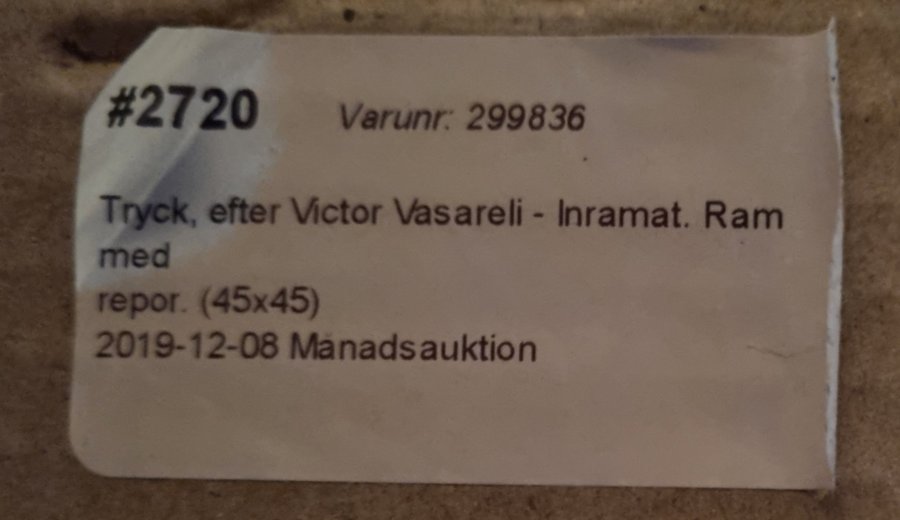 #2720 Varunr: 299836
Tryck, efter Victor Vasareli - Inramat. Ram
med
repor. (45x45)
2019-12-08 Månadsauktion